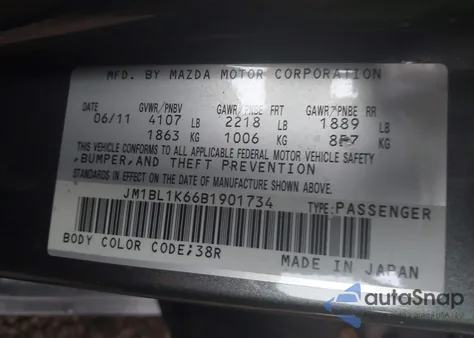 MFD. BY MAZDA MOTOR CORPORATION
DATE GVWR/PNBV GAWR/PNBE FRT GAWR/PNBE RR
06/11 4107 LB 2218 LB 1889 LB
1863 KG 1006 KG KG
THIS VEHICLE CONFORMS TO ALL APPLICABLE FEDERAL MOTOR VEHICLE SAFETY
,BUMPER,AND THEFT PREVENTION
STANDARDS IN EFFECT ON THE DATE OF MANUFACTURE SHOWN ABOVE.
JM1BL1K66B1901734 TYPE:PASSENGER
BODY COLOR CODE;38R
MADE IN JAPAN
autoSnap